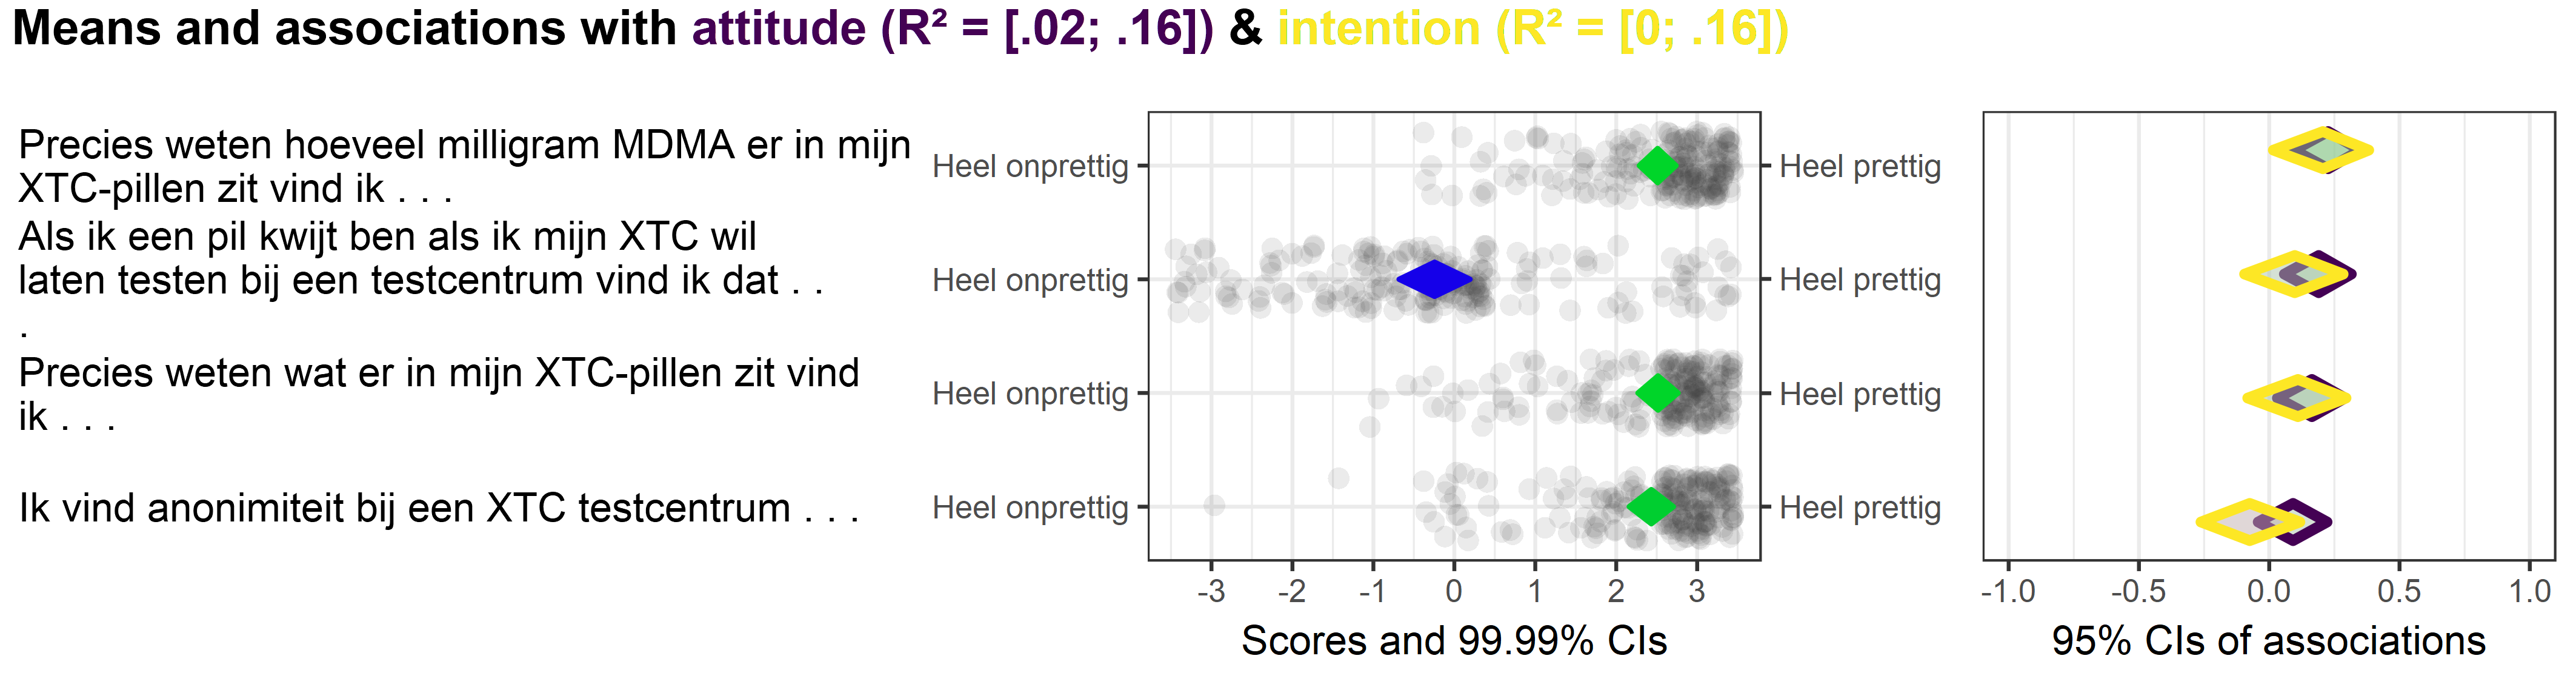 Means and associations with attitude (R² = [.02; .16]) & intention (R² = [0; .16])
Precies weten hoeveel milligram MDMA er in mijn
XTC-pillen zit vind ik . . .
Heel onprettig
Heel prettig
Als ik een pil kwijt ben als ik mijn XTC wil
laten testen bij een testcentrum vind ik dat . .
.
Heel onprettig
Heel prettig
Precies weten wat er in mijn XTC-pillen zit vind
ik . . .
Heel onprettig
Heel prettig
Ik vind anonimiteit bij een XTC testcentrum . . .
Heel onprettig
Heel prettig
-3 -2 -1 0 1 2 3
Scores and 99.99% CIs
-1.0 -0.5 0.0 0.5 1.0
95% CIs of associations